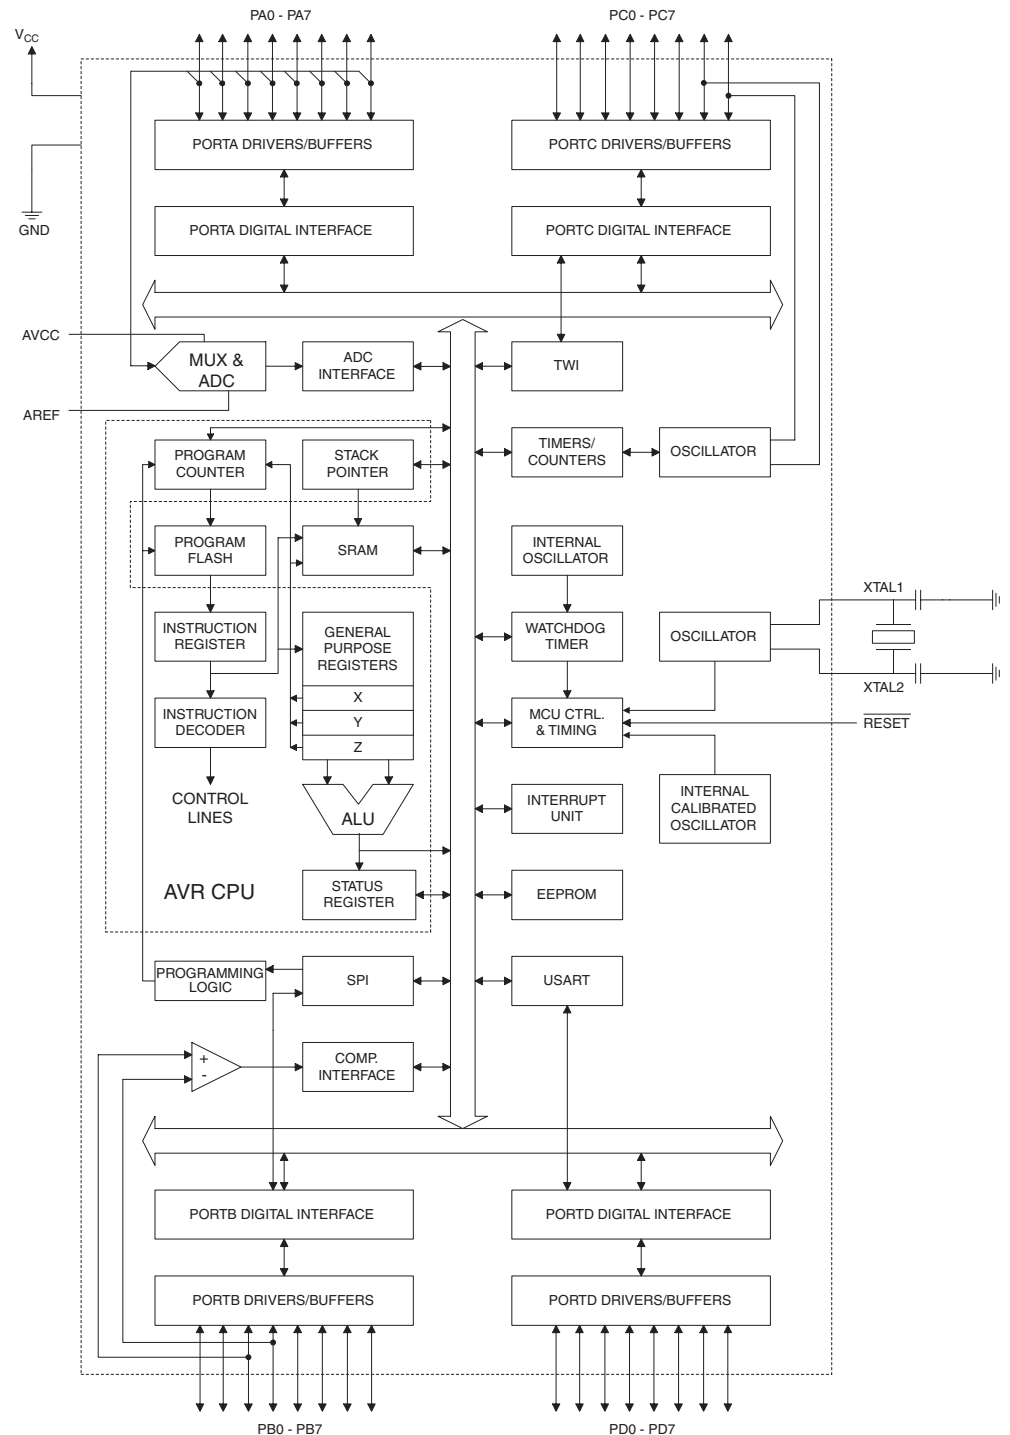 PA0 - PA7
PC0 - PC7
VCC
PORTA DRIVERS/BUFFERS
PORTC DRIVERS/BUFFERS
GND
PORTA DIGITAL INTERFACE
PORTC DIGITAL INTERFACE
AVCC
MUX &
ADC
ADC
INTERFACE
TWI
AREF
PROGRAM
COUNTER
STACK
POINTER
TIMERS/
COUNTERS
OSCILLATOR
PROGRAM
FLASH
SRAM
INTERNAL
OSCILLATOR
XTAL1
INSTRUCTION
REGISTER
GENERAL
PURPOSE
REGISTERS
WATCHDOG
TIMER
OSCILLATOR
XTAL2
X
INSTRUCTION
DECODER
Y
MCU CTRL.
& TIMING
RESET
Z
CONTROL
LINES
ALU
INTERRUPT
UNIT
INTERNAL
CALIBRATED
OSCILLATOR
AVR CPU
STATUS
REGISTER
EEPROM
PROGRAMMING
LOGIC
SPI
USART
+
-
COMP.
INTERFACE
PORTB DIGITAL INTERFACE
PORTD DIGITAL INTERFACE
PORTB DRIVERS/BUFFERS
PORTD DRIVERS/BUFFERS
PB0 - PB7
PD0 - PD7